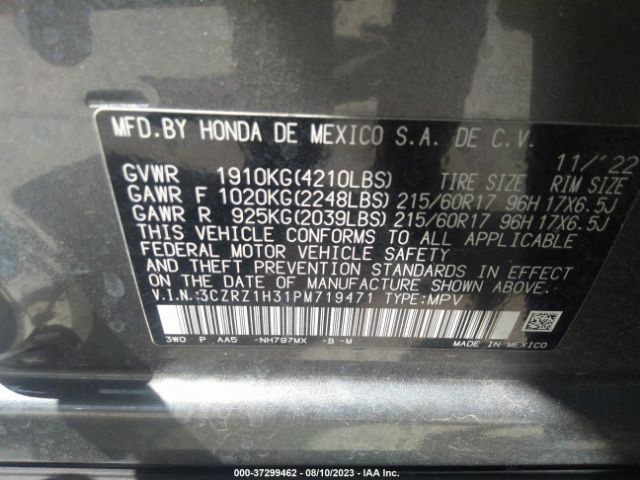 MFD.BY HONDA DE MEXICO S.A. DE C.V.
11/'22
GVWR 1910KG(4210LBS) TIRE SIZE RIM SIZE
GAWR F 1020KG(2248LBS) 215/60R17 96H 17X6.5J
GAWR R 925KG(2039LBS) 215/60R17 96H 17X6.5J
THIS VEHICLE CONFORMS TO ALL APPLICABLE
FEDERAL MOTOR VEHICLE SAFETY
AND THEFT PREVENTION STANDARDS IN EFFECT
ON THE DATE OF MANUFACTURE SHOWN ABOVE.
V.I.N.:3CZRZ1H31PM719471 TYPE:MPV
3W0 P AA5 -NH797MX -B -M MADE IN MEXICO
000-37299462 - 08/10/2023 - IAA Inc.